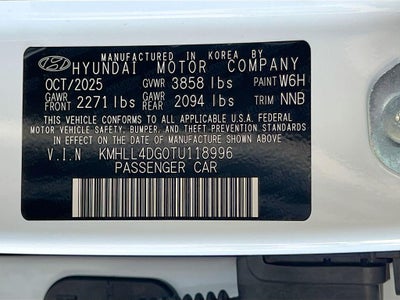 MANUFACTURED IN KOREA BY
HYUNDAI MOTOR COMPANY
OCT/2025 GVWR 3858 lbs PAINT W6H
GAWR FRONT 2271 lbs GAWR REAR 2094 lbs TRIM NNB
THIS VEHICLE CONFORMS TO ALL APPLICABLE U.S.A FEDERAL
MOTOR VEHICLE SAFETY, BUMPER, AND THEFT PREVENTION STANDARDS
IN EFFECT ON THE DATE OF MANUFACTURE SHOWN ABOVE.
V.I.N KMHLL4DG0TU118996
PASSENGER CAR